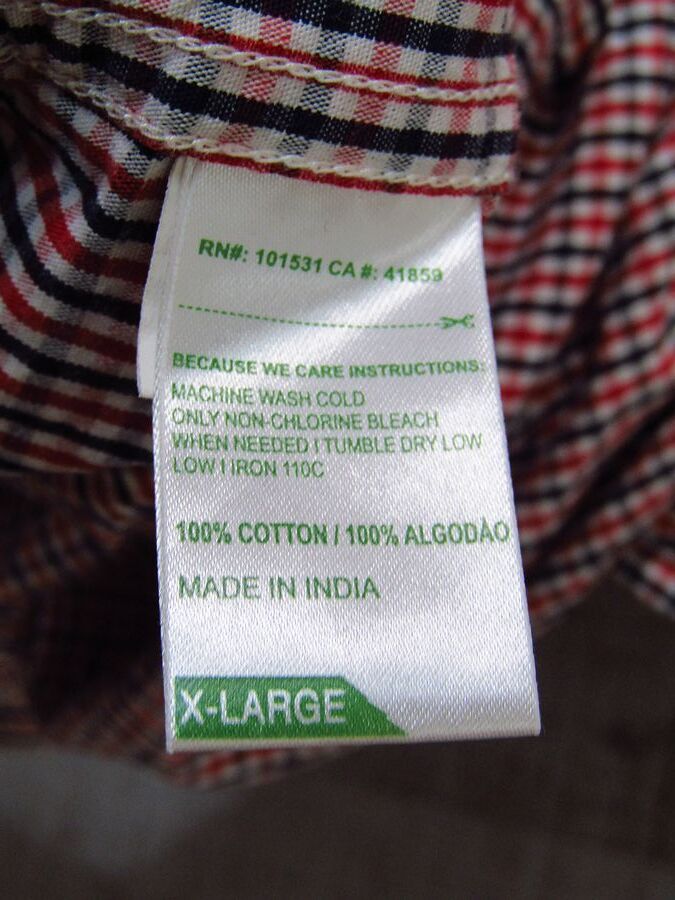 RN#: 101531 CA #: 41859
BECAUSE WE CARE INSTRUCTIONS:
MACHINE WASH COLD
ONLY NON-CHLORINE BLEACH
WHEN NEEDED I TUMBLE DRY LOW
LOW I IRON 110C
100% COTTON / 100% ALGODÃO
MADE IN INDIA
X-LARGE